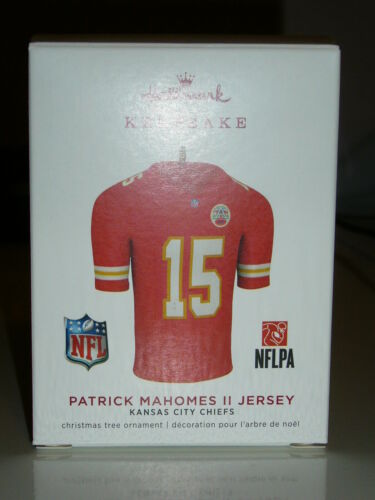 Hallmark
KEEPSAKE
15
15
NFL
NFLPA
PATRICK MAHOMES II JERSEY
KANSAS CITY CHIEFS
christmas tree ornament | décoration pour l'arbre de noël